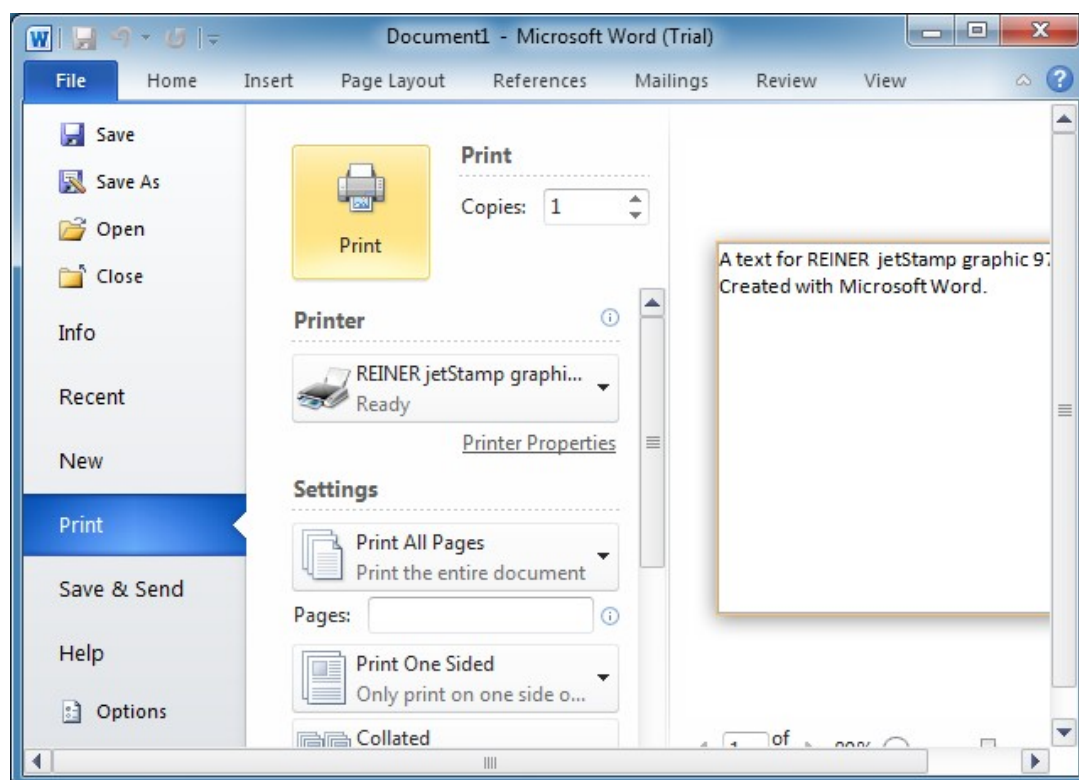 Document1 - Microsoft Word (Trial)
File Home Insert Page Layout References Mailings Review View
Save
Save As
Open
Close
Info
Recent
New
Print
Save & Send
Help
Options
Print
Print
Copies: 1
Printer
REINER jetStamp graphi...
Ready
Printer Properties
Settings
Print All Pages
Print the entire document
Pages:
Print One Sided
Only print on one side o...
Collated
A text for REINER jetStamp graphic 97
Created with Microsoft Word.
1 of